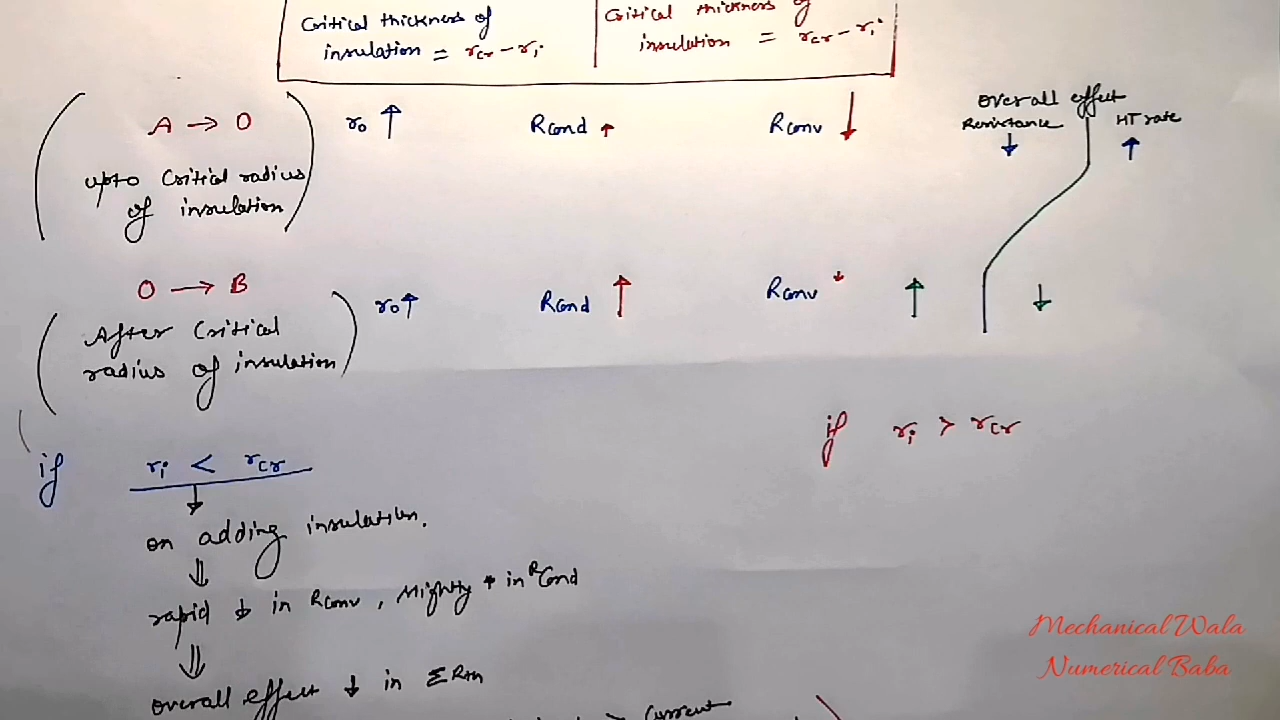 Critical thickness of
insulation = rcr - ri
Critical thickness of
insulation = rcr - ri
A → O
upto Critical radius
of insulation
ro ↑
Rcond ↑
Rconv ↓
Overall effect
Resistance ↓
HT rate ↑
O → B
After Critical
radius of insulation
ro ↑
Rcond ↑
Rconv ↓
↑
↓
if ri < rcr
↓
on adding insulation.
⇓
rapid ↓ in Rconv, slightly ↑ in Rcond
⇓
overall effect ↓ in ΣRth
Current
if ri > rcr
Mechanical Wala
Numerical Baba